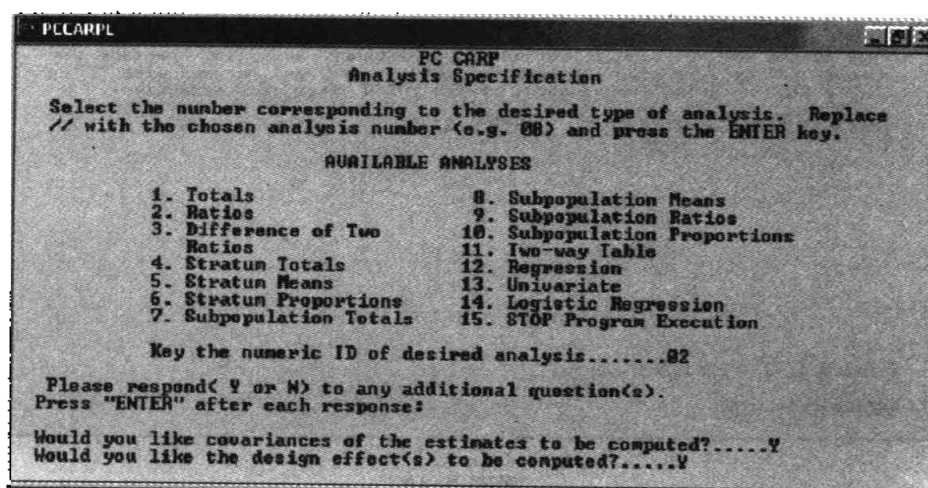 PCCARPL
PC CARP
Analysis Specification
Select the number corresponding to the desired type of analysis. Replace
// with the chosen analysis number (e.g. 08) and press the ENTER key.
AVAILABLE ANALYSES
1. Totals
2. Ratios
3. Difference of Two
Ratios
4. Stratum Totals
5. Stratum Means
6. Stratum Proportions
7. Subpopulation Totals
8. Subpopulation Means
9. Subpopulation Ratios
10. Subpopulation Proportions
11. Two-way Table
12. Regression
13. Univariate
14. Logistic Regression
15. STOP Program Execution
Key the numeric ID of desired analysis.......02
Please respond( Y or N) to any additional question(s).
Press "ENTER" after each response:
Would you like covariances of the estimates to be computed?.....Y
Would you like the design effect(s) to be computed?.....Y